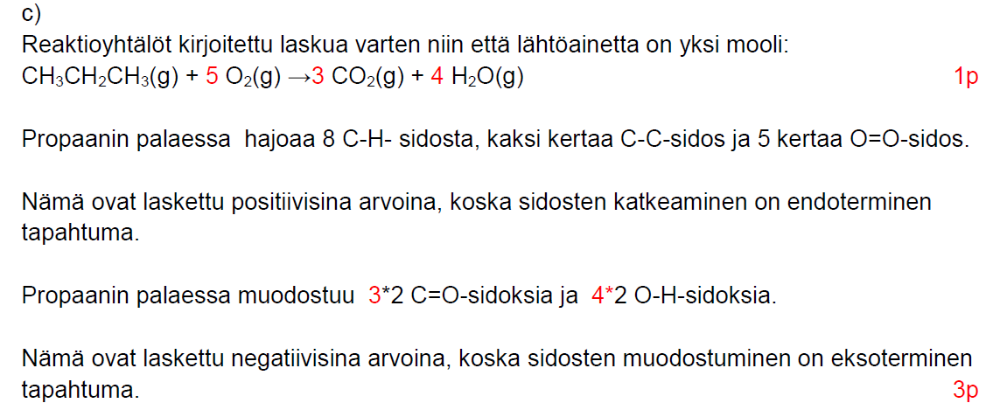 c)
Reaktioyhtälöt kirjoitettu laskua varten niin että lähtöainetta on yksi mooli:
CH₃CH₂CH₃(g) + 5 O₂(g) →3 CO₂(g) + 4 H₂O(g) 1p
Propaanin palaessa hajoaa 8 C-H- sidosta, kaksi kertaa C-C-sidos ja 5 kertaa O=O-sidos.
Nämä ovat laskettu positiivisina arvoina, koska sidosten katkeaminen on endoterminen
tapahtuma.
Propaanin palaessa muodostuu 3*2 C=O-sidoksia ja 4*2 O-H-sidoksia.
Nämä ovat laskettu negatiivisina arvoina, koska sidosten muodostuminen on eksoterminen
tapahtuma. 3p